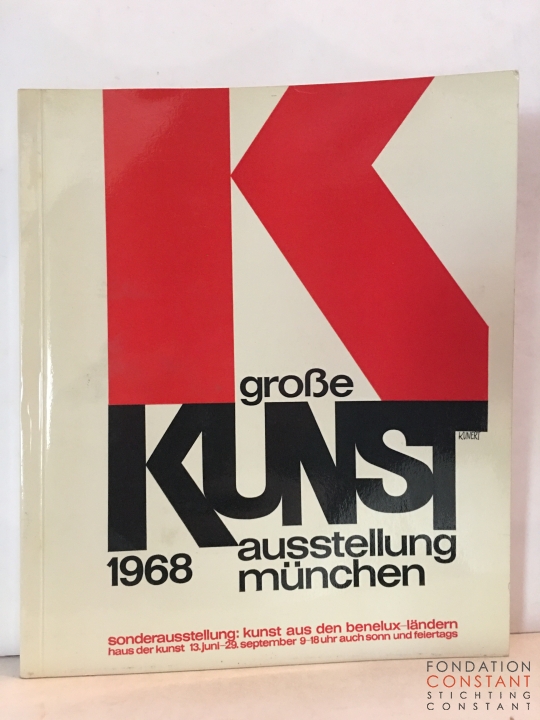 K
große
KUNST
KUNERT
1968
ausstellung
münchen
sonderausstellung: kunst aus den benelux-ländern
haus der kunst 13.juni-29.september 9-18 uhr auch sonn und feiertags
FONDATION
CONSTANT
STICHTING
CONSTANT